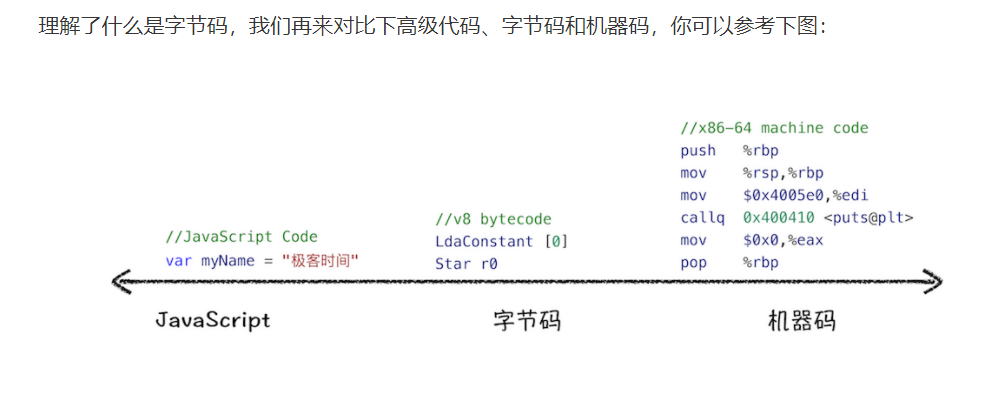 理解了什么是字节码，我们再来对比下高级代码、字节码和机器码，你可以参考下图：
//JavaScript Code
var myName = "极客时间"
//v8 bytecode
LdaConstant [0]
Star r0
//x86-64 machine code
push %rbp
mov %rsp,%rbp
mov $0x4005e0,%edi
callq 0x400410 <puts@plt>
mov $0x0,%eax
pop %rbp
JavaScript
字节码
机器码